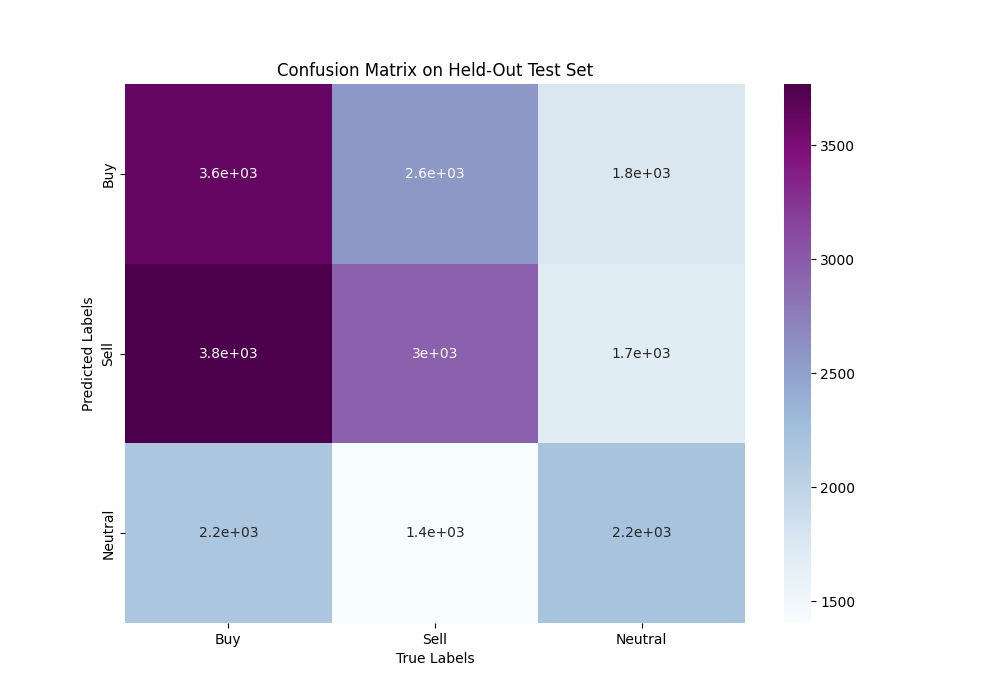 Confusion Matrix on Held-Out Test Set
Predicted Labels
Buy
3.6e+03
2.6e+03
1.8e+03
Sell
3.8e+03
3e+03
1.7e+03
Neutral
2.2e+03
1.4e+03
2.2e+03
Buy
Sell
Neutral
True Labels
3500
3000
2500
2000
1500